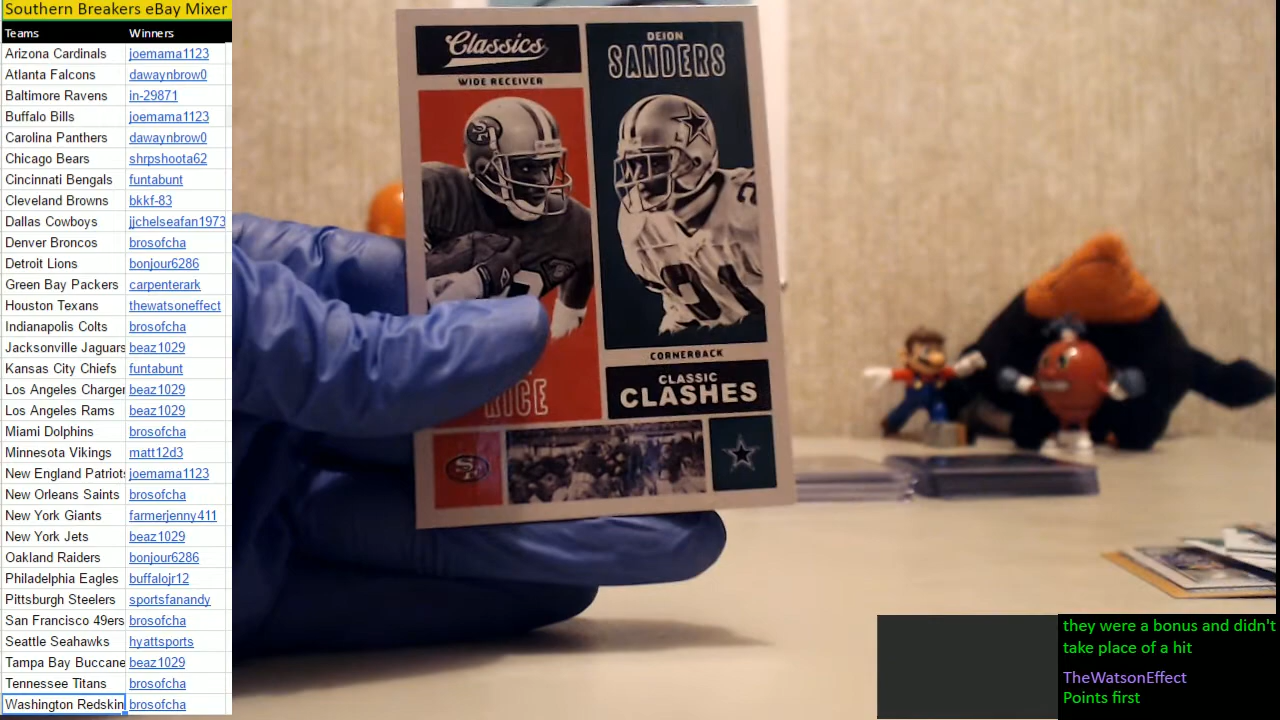 Southern Breakers eBay Mixer
Teams Winners
Arizona Cardinals joemama1123
Atlanta Falcons dawaynbrow0
Baltimore Ravens in-29871
Buffalo Bills joemama1123
Carolina Panthers dawaynbrow0
Chicago Bears shrpshoota62
Cincinnati Bengals funtabunt
Cleveland Browns bkkf-83
Dallas Cowboys jjchelseafan1973
Denver Broncos brosofcha
Detroit Lions bonjour6286
Green Bay Packers carpenterark
Houston Texans thewatsoneffect
Indianapolis Colts brosofcha
Jacksonville Jaguars beaz1029
Kansas City Chiefs funtabunt
Los Angeles Charger beaz1029
Los Angeles Rams beaz1029
Miami Dolphins brosofcha
Minnesota Vikings matt12d3
New England Patriots joemama1123
New Orleans Saints brosofcha
New York Giants farmerjenny411
New York Jets beaz1029
Oakland Raiders bonjour6286
Philadelphia Eagles buffalojr12
Pittsburgh Steelers sportsfanandy
San Francisco 49ers brosofcha
Seattle Seahawks hyattsports
Tampa Bay Buccane beaz1029
Tennessee Titans brosofcha
Washington Redskin brosofcha
Classics
WIDE RECEIVER
RICE
DEION
SANDERS
CORNERBACK
CLASSIC
CLASHES
they were a bonus and didn't
take place of a hit
TheWatsonEffect
Points first